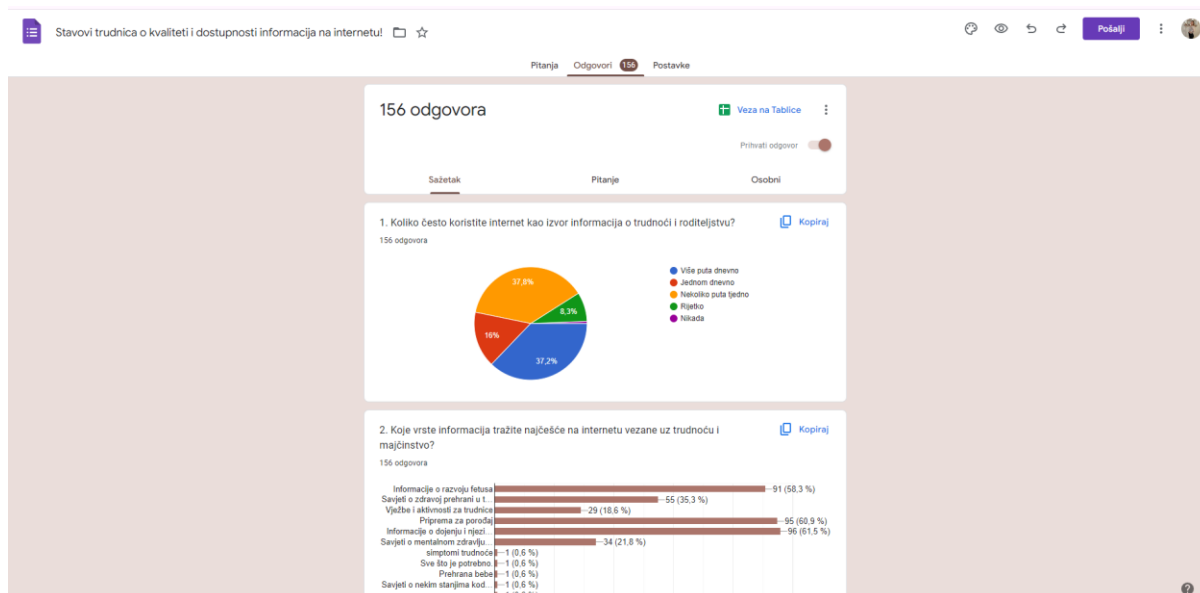 Stavovi trudnica o kvaliteti i dostupnosti informacija na internetu!
Pošalji
Pitanja Odgovori 156 Postavke
156 odgovora
Veza na Tablice
Prihvati odgovor
Sažetak Pitanje Osobni
1. Koliko često koristite internet kao izvor informacija o trudnoći i roditeljstvu?
Kopiraj
156 odgovora
37,8%
8,3%
16%
37,2%
Više puta dnevno
Jednom dnevno
Nekoliko puta tjedno
Rijetko
Nikada
2. Koje vrste informacija tražite najčešće na internetu vezane uz trudnoću i
majčinstvo?
Kopiraj
156 odgovora
Informacije o razvoju fetusa 91 (58,3 %)
Savjeti o zdravoj prehrani u t... 55 (35,3 %)
Vježbe i aktivnosti za trudnice 29 (18,6 %)
Priprema za porođaj 95 (60,9 %)
Informacije o dojenju i njezi... 96 (61,5 %)
Savjeti o mentalnom zdravlju... 34 (21,8 %)
simptomi trudnoće 1 (0,6 %)
Sve što je potrebno. 1 (0,6 %)
Prehrana bebe 1 (0,6 %)
Savjeti o nekim stanjima kod... 1 (0,6 %)